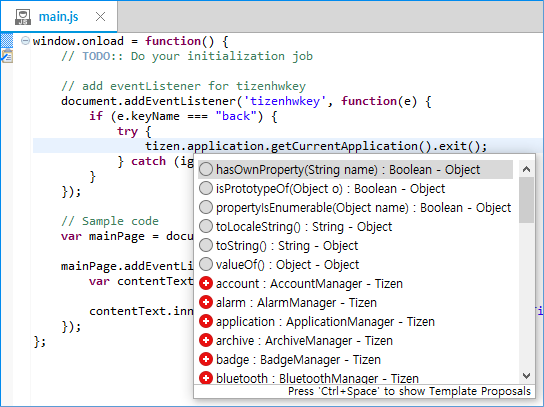 main.js
window.onload = function() {
// TODO:: Do your initialization job
// add eventListener for tizenhwkey
document.addEventListener('tizenhwkey', function(e) {
if (e.keyName === "back") {
try {
tizen.application.getCurrentApplication().exit();
} catch (ig
}
});
// Sample code
var mainPage = docu
mainPage.addEventLi
var contentText
contentText.inn
});
};
hasOwnProperty(String name) : Boolean - Object
isPrototypeOf(Object o) : Boolean - Object
propertyIsEnumerable(Object name) : Boolean - Object
toLocaleString() : String - Object
toString() : String - Object
valueOf() : Object - Object
account : AccountManager - Tizen
alarm : AlarmManager - Tizen
application : ApplicationManager - Tizen
archive : ArchiveManager - Tizen
badge : BadgeManager - Tizen
bluetooth : BluetoothManager - Tizen
Press 'Ctrl+Space' to show Template Proposals